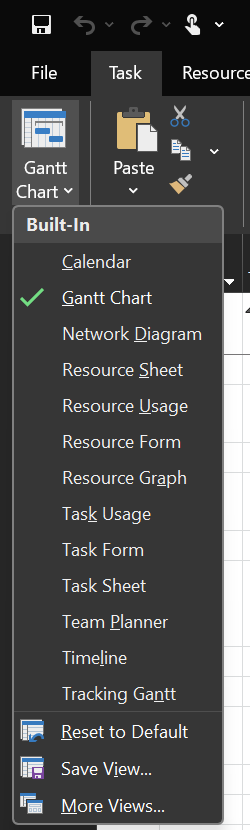 File Task Resource
Gantt Chart Paste
Built-In
Calendar
Gantt Chart
Network Diagram
Resource Sheet
Resource Usage
Resource Form
Resource Graph
Task Usage
Task Form
Task Sheet
Team Planner
Timeline
Tracking Gantt
Reset to Default
Save View...
More Views...